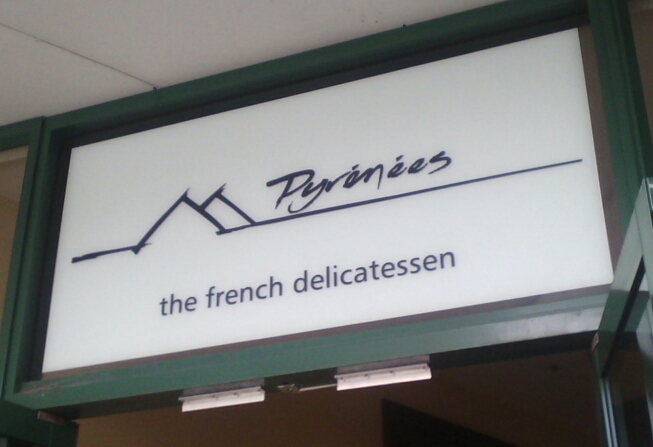 Pyrénées
the french delicatessen